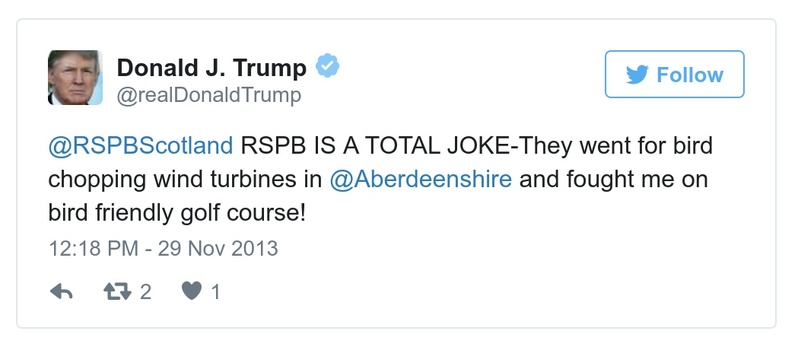 Donald J. Trump
@realDonaldTrump
Follow
@RSPBScotland RSPB IS A TOTAL JOKE-They went for bird
chopping wind turbines in @Aberdeenshire and fought me on
bird friendly golf course!
12:18 PM - 29 Nov 2013
2
1